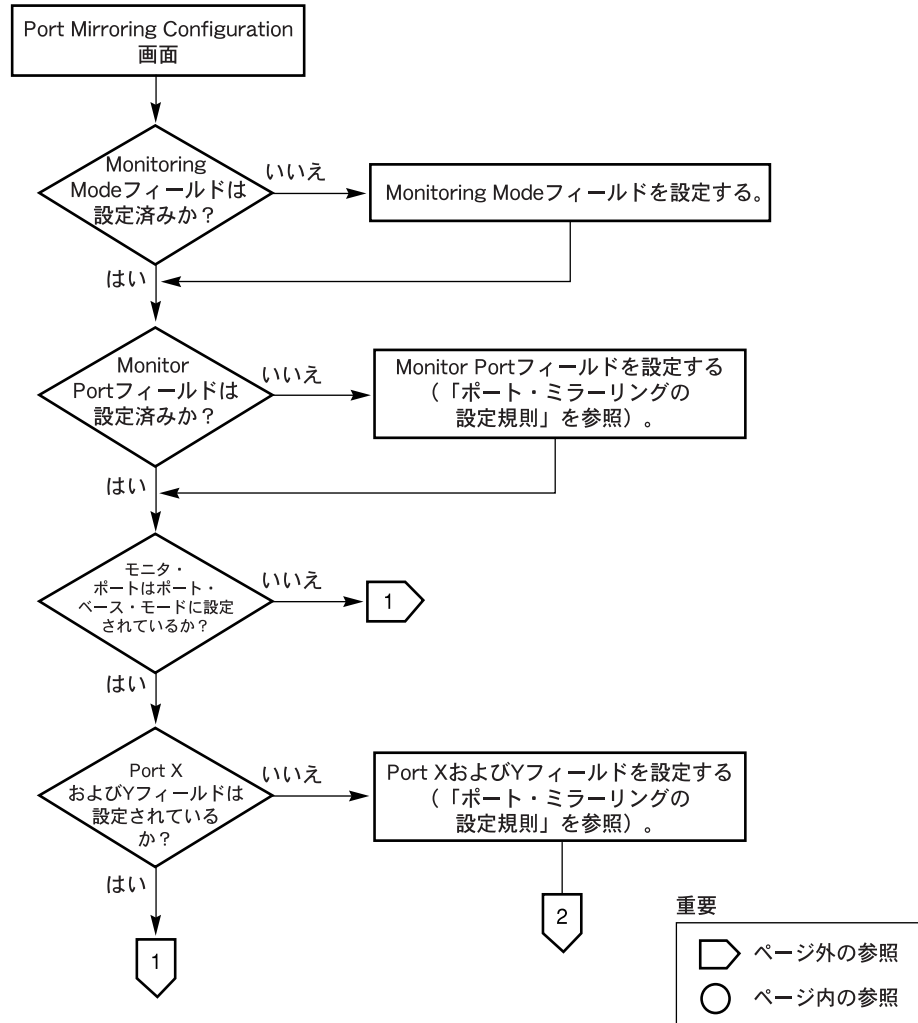 Port Mirroring Configuration
画面
Monitoring
Modeフィールドは
設定済みか？
いいえ
Monitoring Modeフィールドを設定する。
はい
Monitor
Portフィールドは
設定済みか？
いいえ
Monitor Portフィールドを設定する
（「ポート・ミラーリングの
設定規則」を参照）。
はい
モニタ・
ポートはポート・
ベース・モードに設定
されているか？
いいえ
1
はい
Port X
およびYフィールドは
設定されている
か？
いいえ
Port XおよびYフィールドを設定する
（「ポート・ミラーリングの
設定規則」を参照）。
はい
1
2
重要
ページ外の参照
ページ内の参照